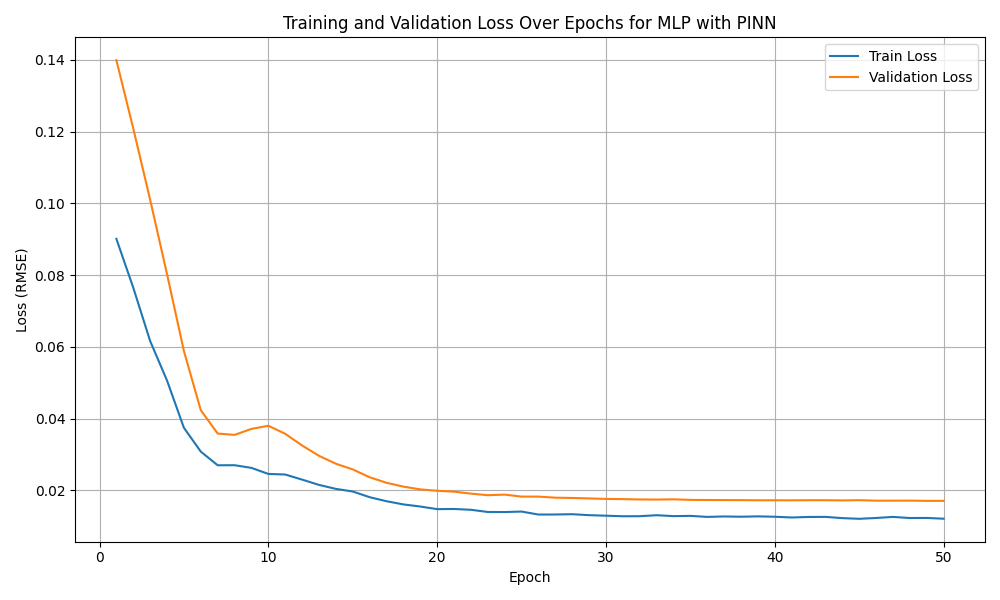 Training and Validation Loss Over Epochs for MLP with PINN
Train Loss
Validation Loss
Loss (RMSE)
0.14
0.12
0.10
0.08
0.06
0.04
0.02
0
10
20
30
40
50
Epoch